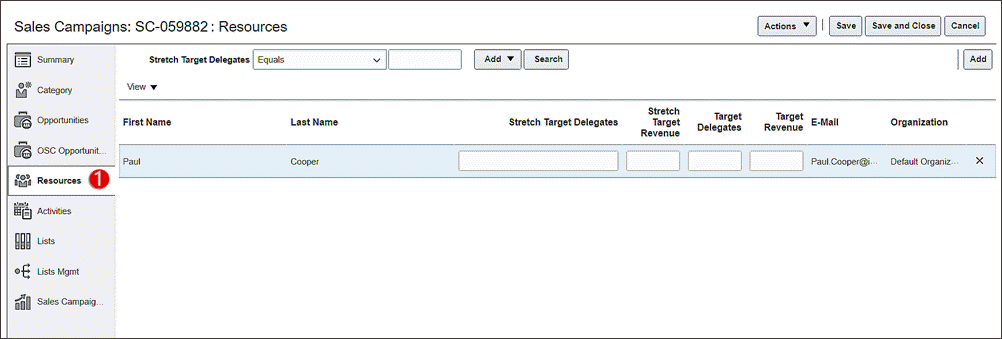 Sales Campaigns: SC-059882 : Resources
Actions
Save
Save and Close
Cancel
Summary
Category
Opportunities
OSC Opportunit...
Resources
1
Activities
Lists
Lists Mgmt
Sales Campaig...
Stretch Target Delegates
Equals
Add
Search
Add
View
First Name
Last Name
Stretch Target Delegates
Stretch
Target
Revenue
Target
Delegates
Target
Revenue
E-Mail
Organization
Paul
Cooper
Paul.Cooper@i...
Default Organiz...